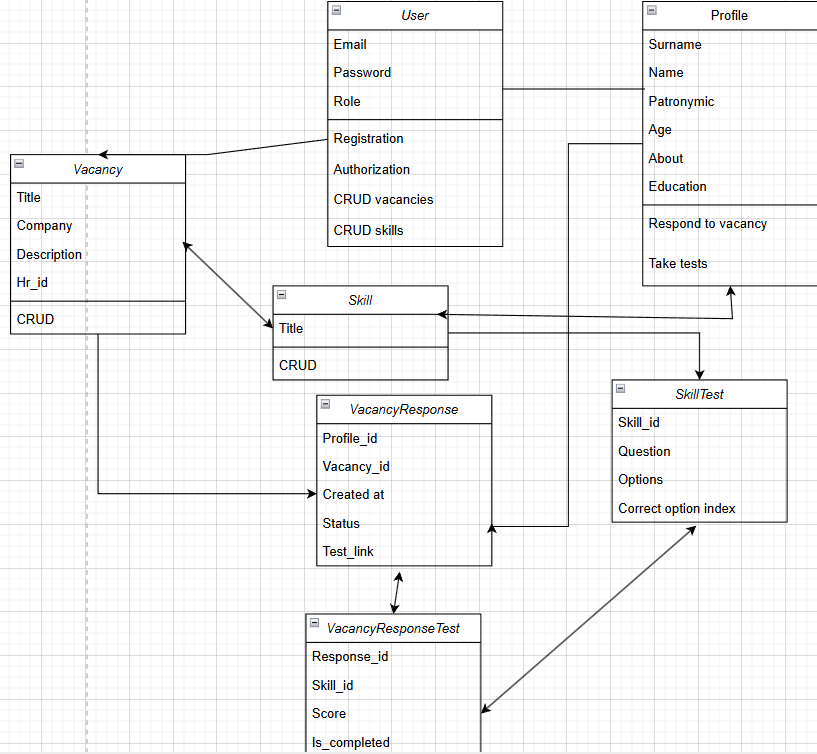 User
Email
Password
Role
Registration
Authorization
CRUD vacancies
CRUD skills
Profile
Surname
Name
Patronymic
Age
About
Education
Respond to vacancy
Take tests
Vacancy
Title
Company
Description
Hr_id
CRUD
Skill
Title
CRUD
SkillTest
Skill_id
Question
Options
Correct option index
VacancyResponse
Profile_id
Vacancy_id
Created at
Status
Test_link
VacancyResponseTest
Response_id
Skill_id
Score
Is_completed